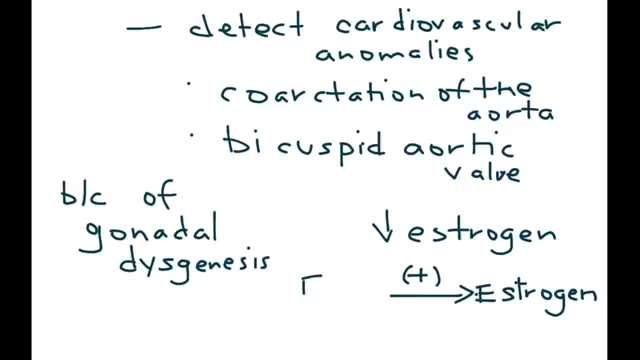 — detect cardiovascular
anomalies
· coarctation of the
aorta
· bicuspid aortic
valve
b/c of
gonadal
dysgenesis
↓ estrogen
(+)
→ Estrogen